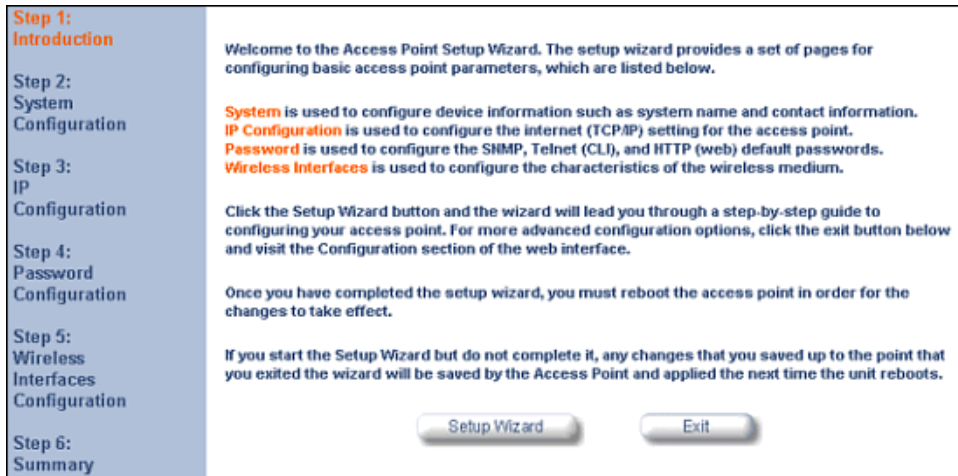 Step 1:
Introduction
Step 2:
System
Configuration
Step 3:
IP
Configuration
Step 4:
Password
Configuration
Step 5:
Wireless
Interfaces
Configuration
Step 6:
Summary
Welcome to the Access Point Setup Wizard. The setup wizard provides a set of pages for
configuring basic access point parameters, which are listed below.
System is used to configure device information such as system name and contact information.
IP Configuration is used to configure the internet (TCP/IP) setting for the access point.
Password is used to configure the SNMP, Telnet (CLI), and HTTP (web) default passwords.
Wireless Interfaces is used to configure the characteristics of the wireless medium.
Click the Setup Wizard button and the wizard will lead you through a step-by-step guide to
configuring your access point. For more advanced configuration options, click the exit button below
and visit the Configuration section of the web interface.
Once you have completed the setup wizard, you must reboot the access point in order for the
changes to take effect.
If you start the Setup Wizard but do not complete it, any changes that you saved up to the point that
you exited the wizard will be saved by the Access Point and applied the next time the unit reboots.
Setup Wizard
Exit